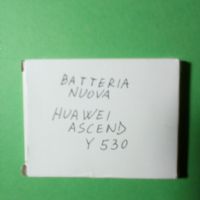 BATTERIA
NUOVA
HUAWEI
ASCEND
Y 530